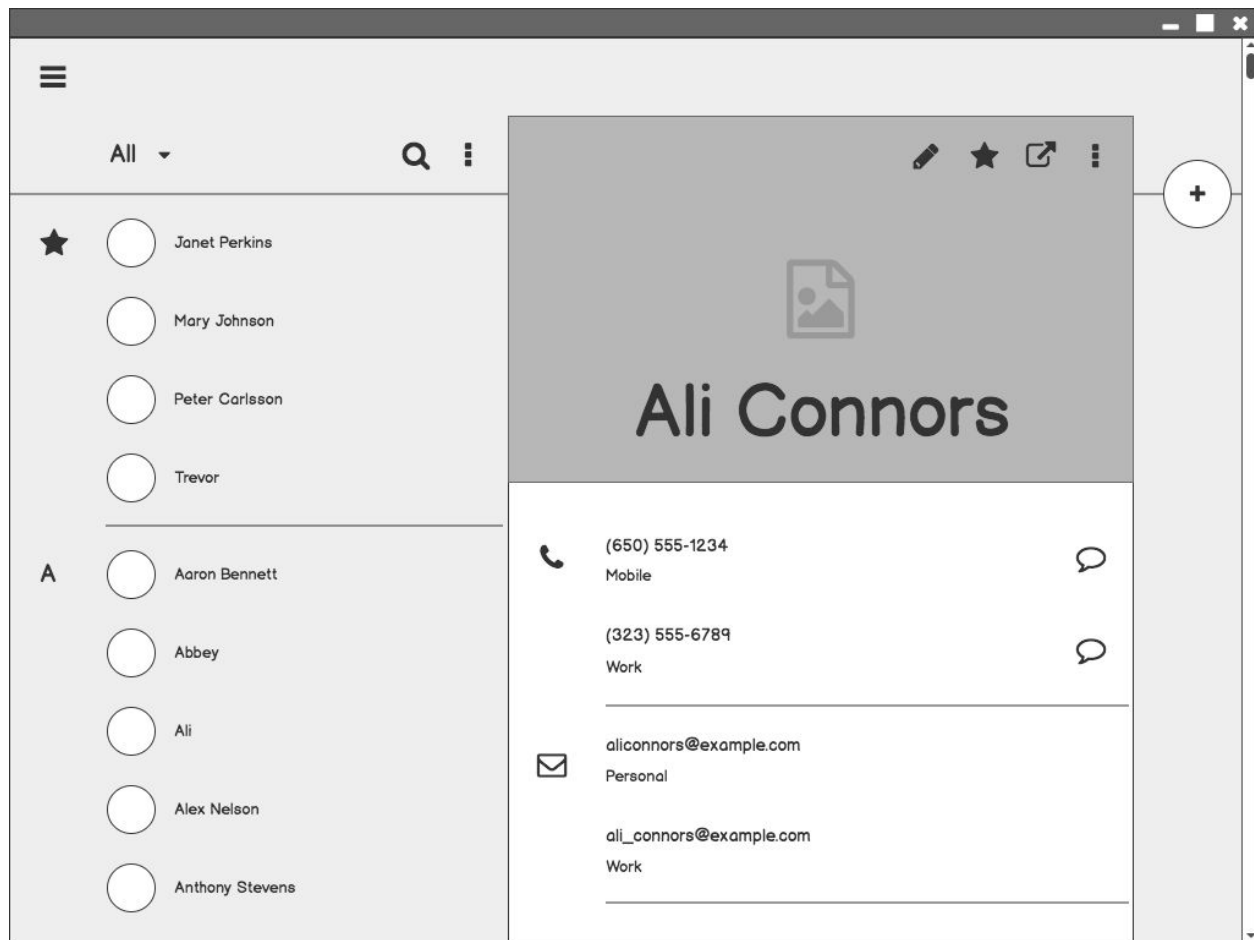 All
Janet Perkins
Mary Johnson
Peter Carlsson
Trevor
A
Aaron Bennett
Abbey
Ali
Alex Nelson
Anthony Stevens
Ali Connors
(650) 555-1234
Mobile
(323) 555-6789
Work
aliconnors@example.com
Personal
ali_connors@example.com
Work